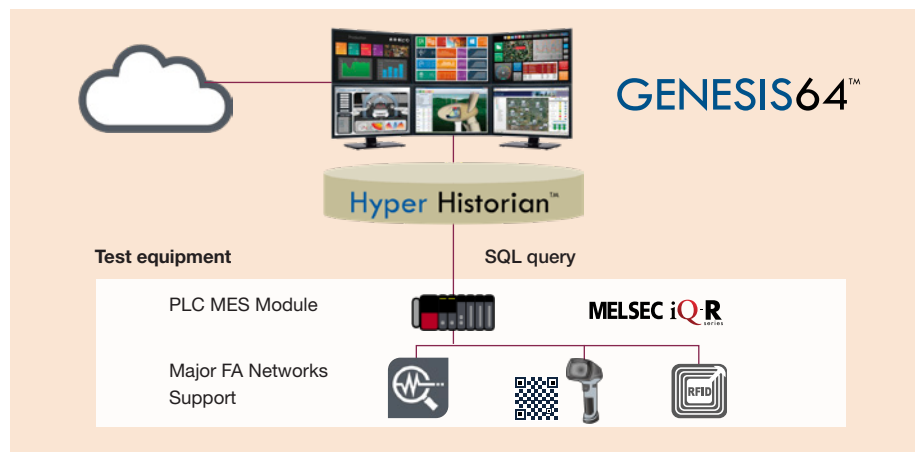 GENESIS64™
Hyper Historian™
Test equipment
SQL query
PLC MES Module
MELSEC iQ-R
series
Major FA Networks
Support
RFID